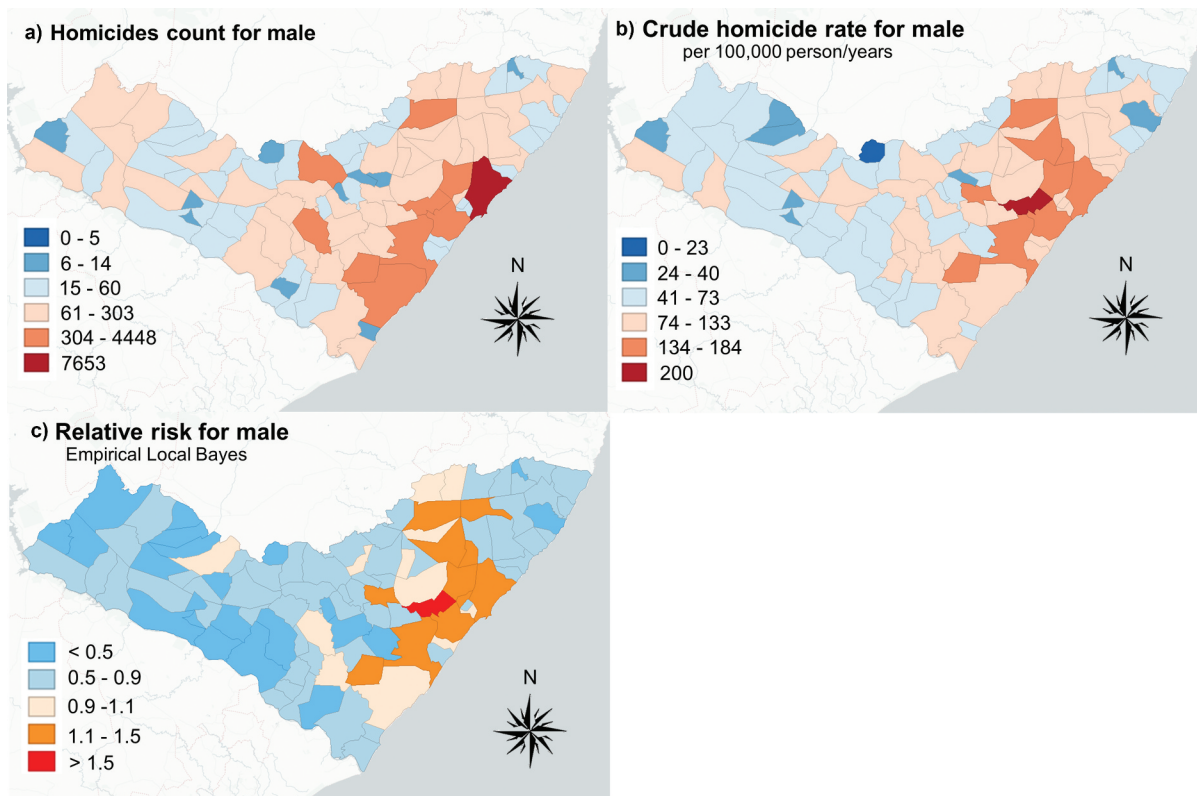 a) Homicides count for male
0 - 5
6 - 14
15 - 60
61 - 303
304 - 4448
7653
N
b) Crude homicide rate for male
per 100,000 person/years
0 - 23
24 - 40
41 - 73
74 - 133
134 - 184
200
N
c) Relative risk for male
Empirical Local Bayes
< 0.5
0.5 - 0.9
0.9 -1.1
1.1 - 1.5
> 1.5
N